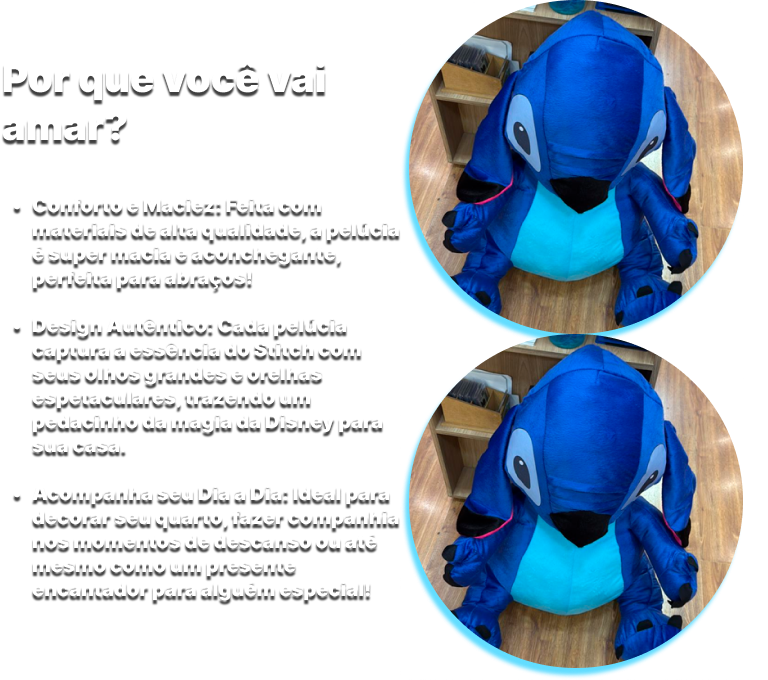 Por que você vai
amar?
• Conforto e Maciez: Feita com
materiais de alta qualidade, a pelúcia
é super macia e aconchegante,
perfeita para abraços!
• Design Autêntico: Cada pelúcia
captura a essência do Stitch com
seus olhos grandes e orelhas
espetaculares, trazendo um
pedacinho da magia da Disney para
sua casa.
• Acompanha seu Dia a Dia: Ideal para
decorar seu quarto, fazer companhia
nos momentos de descanso ou até
mesmo como um presente
encantador para alguém especial!